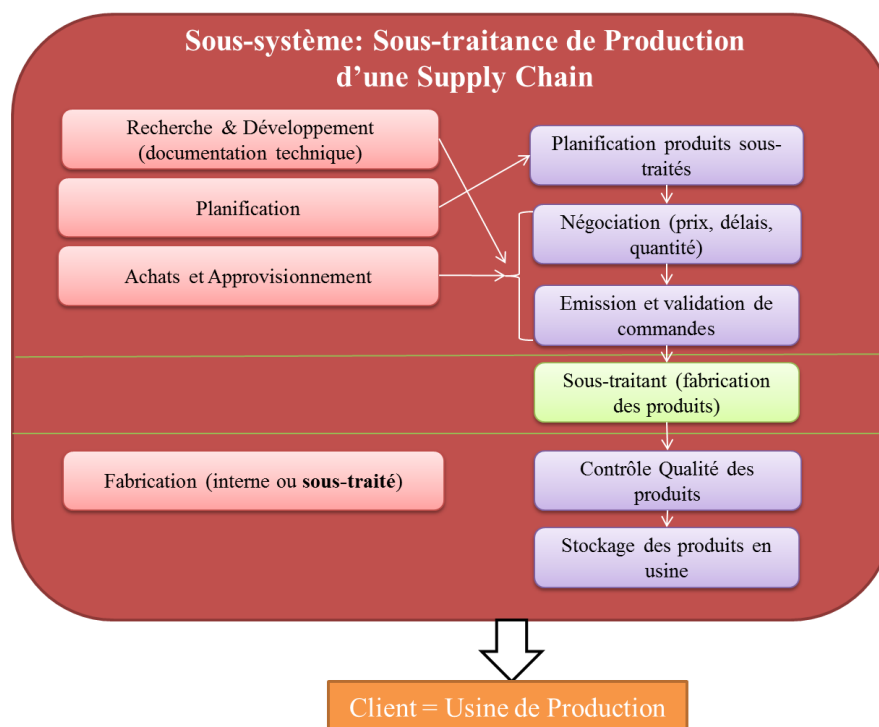 Sous-système: Sous-traitance de Production
d'une Supply Chain
Recherche & Développement
(documentation technique)
Planification
Achats et Approvisionnement
Planification produits sous-
traités
Négociation (prix, délais,
quantité)
Emission et validation de
commandes
Sous-traitant (fabrication
des produits)
Fabrication (interne ou sous-traité)
Contrôle Qualité des
produits
Stockage des produits en
usine
Client = Usine de Production